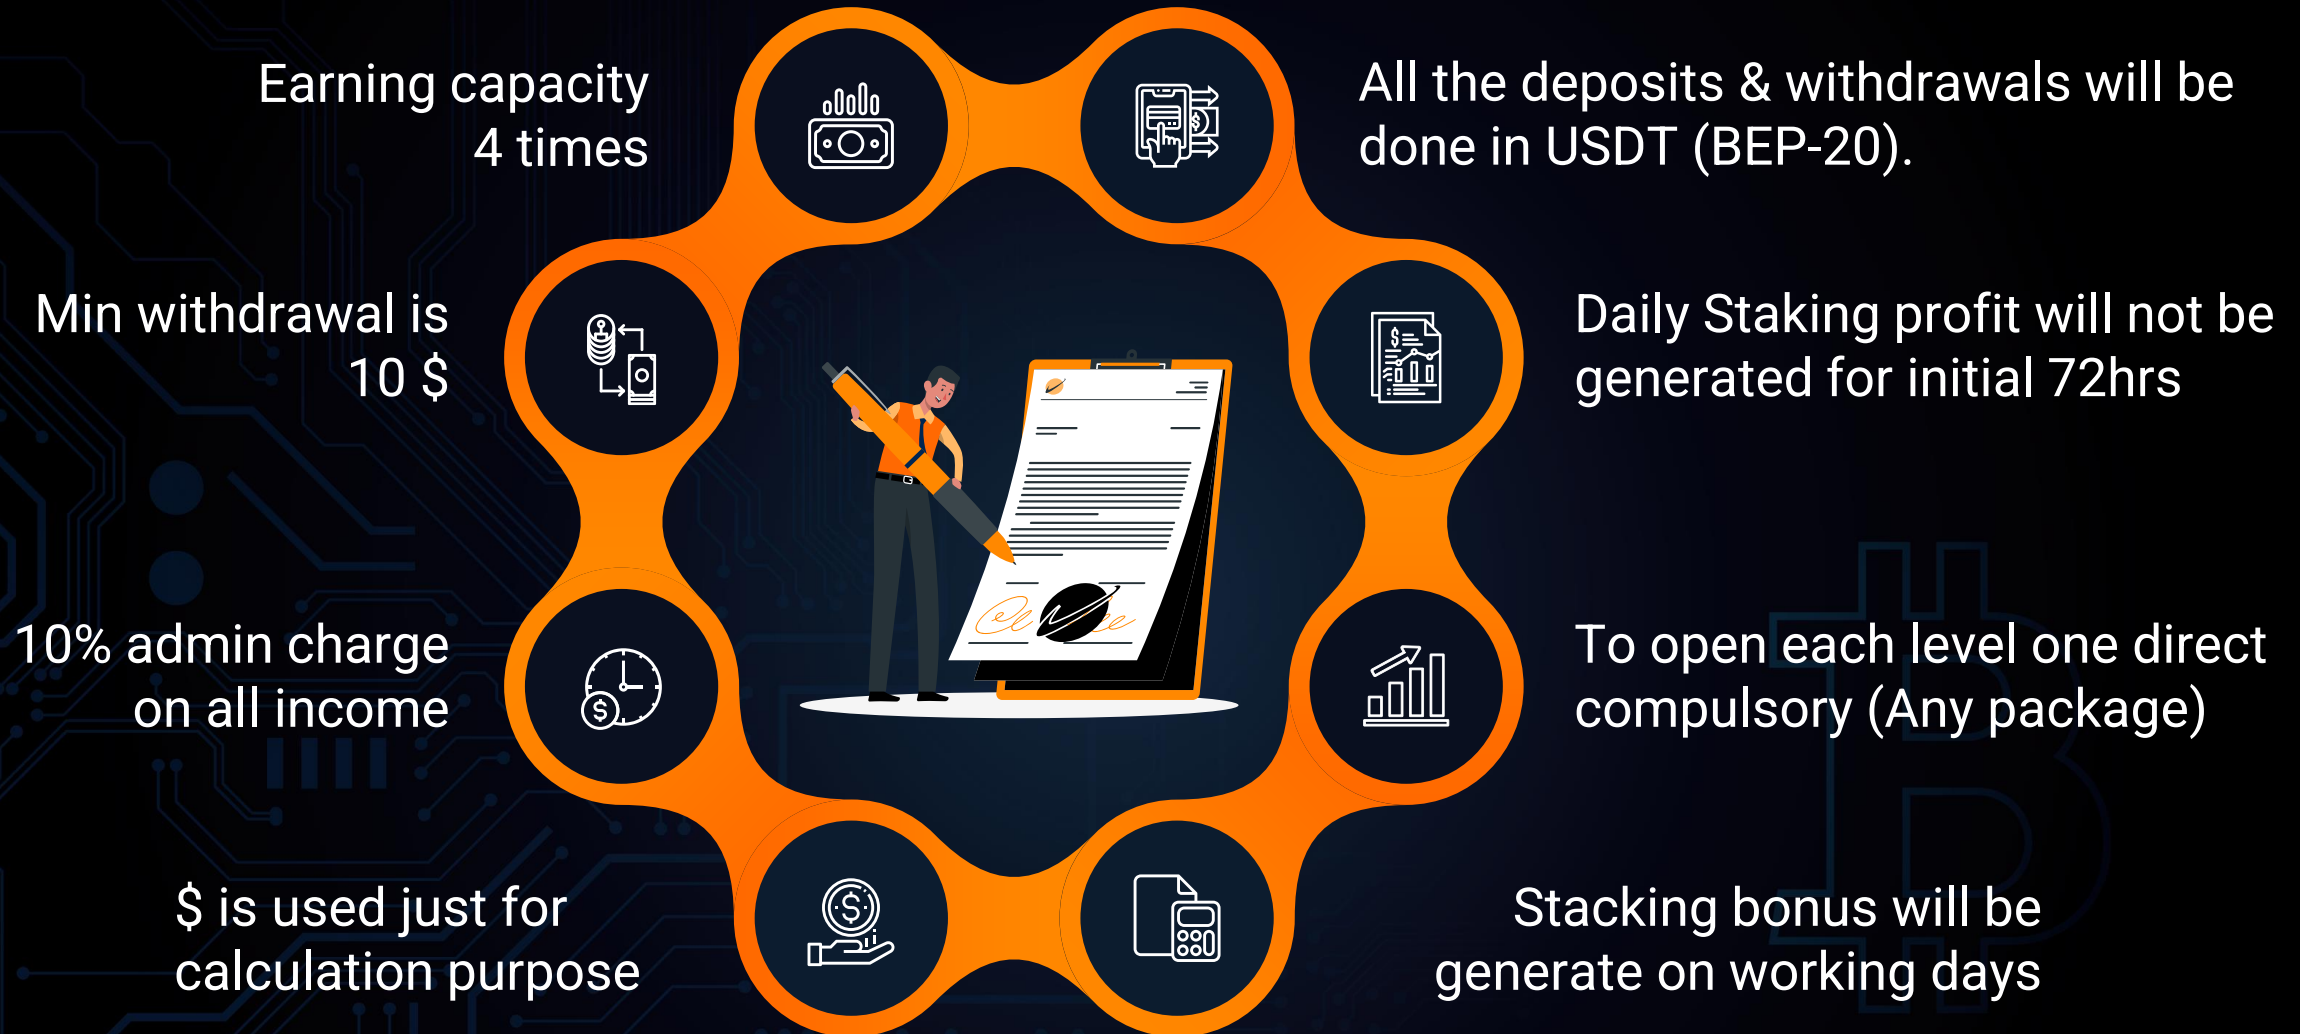 Earning capacity
4 times
All the deposits & withdrawals will be
done in USDT (BEP-20).
Min withdrawal is
10 $
Daily Staking profit will not be
generated for initial 72hrs
10% admin charge
on all income
To open each level one direct
compulsory (Any package)
$ is used just for
calculation purpose
Stacking bonus will be
generate on working days